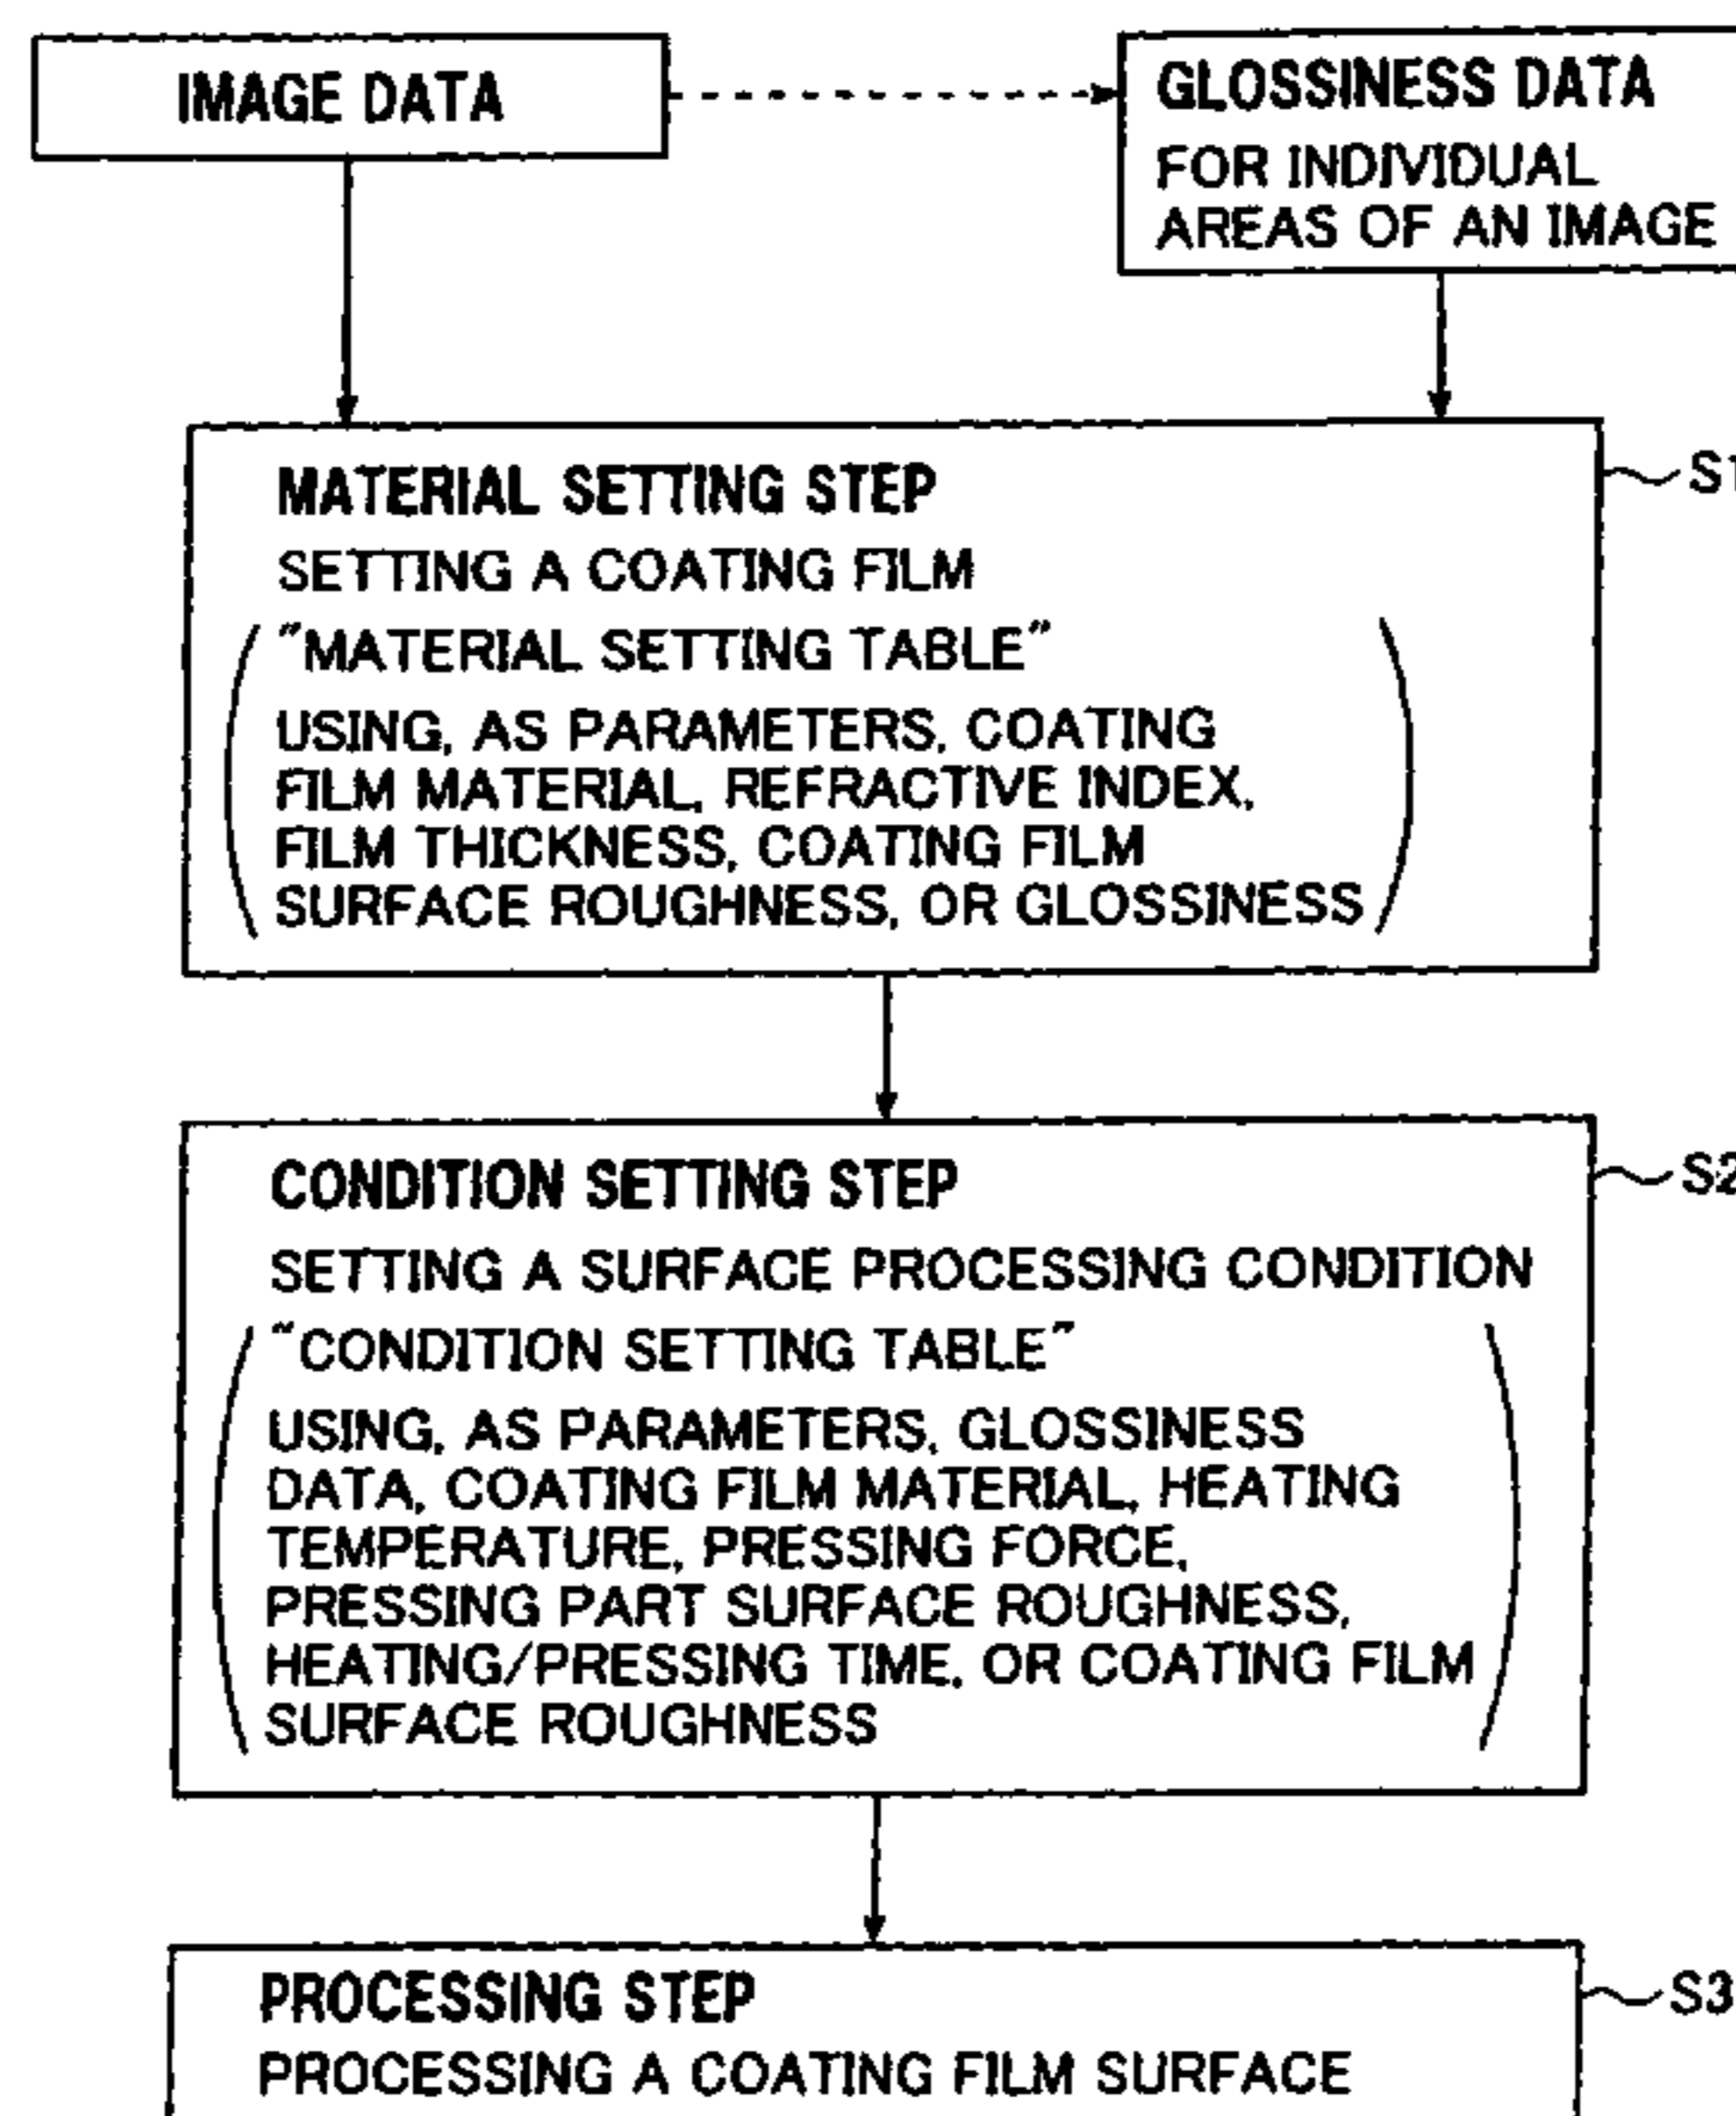 IMAGE DATA
GLOSSINESS DATA
FOR INDIVIDUAL
AREAS OF AN IMAGE
MATERIAL SETTING STEP
S1
SETTING A COATING FILM
"MATERIAL SETTING TABLE"
USING, AS PARAMETERS, COATING
FILM MATERIAL, REFRACTIVE INDEX,
FILM THICKNESS, COATING FILM
SURFACE ROUGHNESS, OR GLOSSINESS
CONDITION SETTING STEP
S2
SETTING A SURFACE PROCESSING CONDITION
"CONDITION SETTING TABLE"
USING, AS PARAMETERS, GLOSSINESS
DATA, COATING FILM MATERIAL, HEATING
TEMPERATURE, PRESSING FORCE,
PRESSING PART SURFACE ROUGHNESS,
HEATING/PRESSING TIME, OR COATING FILM
SURFACE ROUGHNESS
PROCESSING STEP
S3
PROCESSING A COATING FILM SURFACE